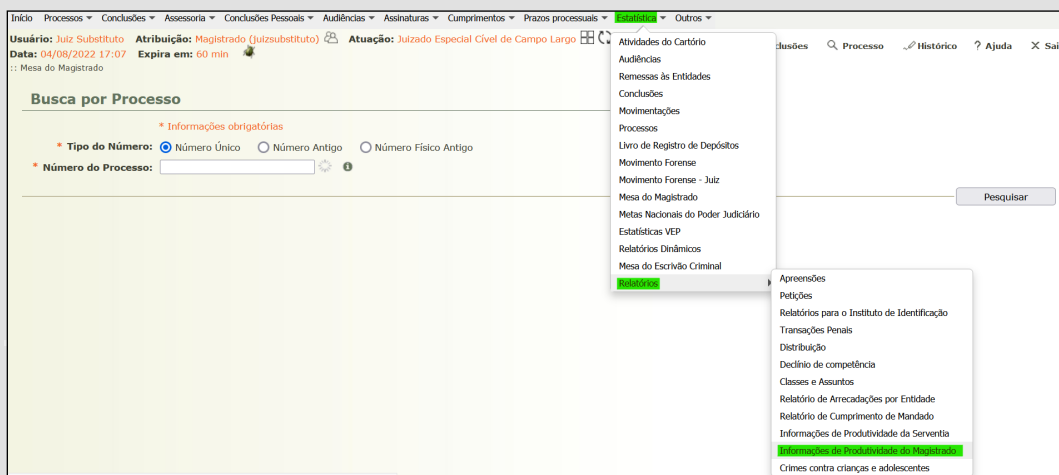 Início Processos Conclusões Assessoria Conclusões Pessoais Audiências Assinaturas Cumprimentos Prazos processuais Estatística Outros
Usuário: Juiz Substituto Atribuição: Magistrado (juizsubstituto) Atuação: Juizado Especial Cível de Campo Largo
Data: 04/08/2022 17:07 Expira em: 60 min
Processo Histórico ? Ajuda X Sai
:: Mesa do Magistrado
Busca por Processo
* Informações obrigatórias
* Tipo do Número: Número Único Número Antigo Número Físico Antigo
* Número do Processo:
Pesquisar
Atividades do Cartório
Audiências
Remessas às Entidades
Conclusões
Movimentações
Processos
Livro de Registro de Depósitos
Movimento Forense
Movimento Forense - Juiz
Mesa do Magistrado
Metas Nacionais do Poder Judiciário
Estatísticas VEP
Relatórios Dinâmicos
Mesa do Escrivão Criminal
Relatórios
Apreensões
Petições
Relatórios para o Instituto de Identificação
Transações Penais
Distribuição
Declínio de competência
Classes e Assuntos
Relatório de Arrecadações por Entidade
Relatório de Cumprimento de Mandado
Informações de Produtividade da Serventia
Informações de Produtividade do Magistrado
Crimes contra crianças e adolescentes